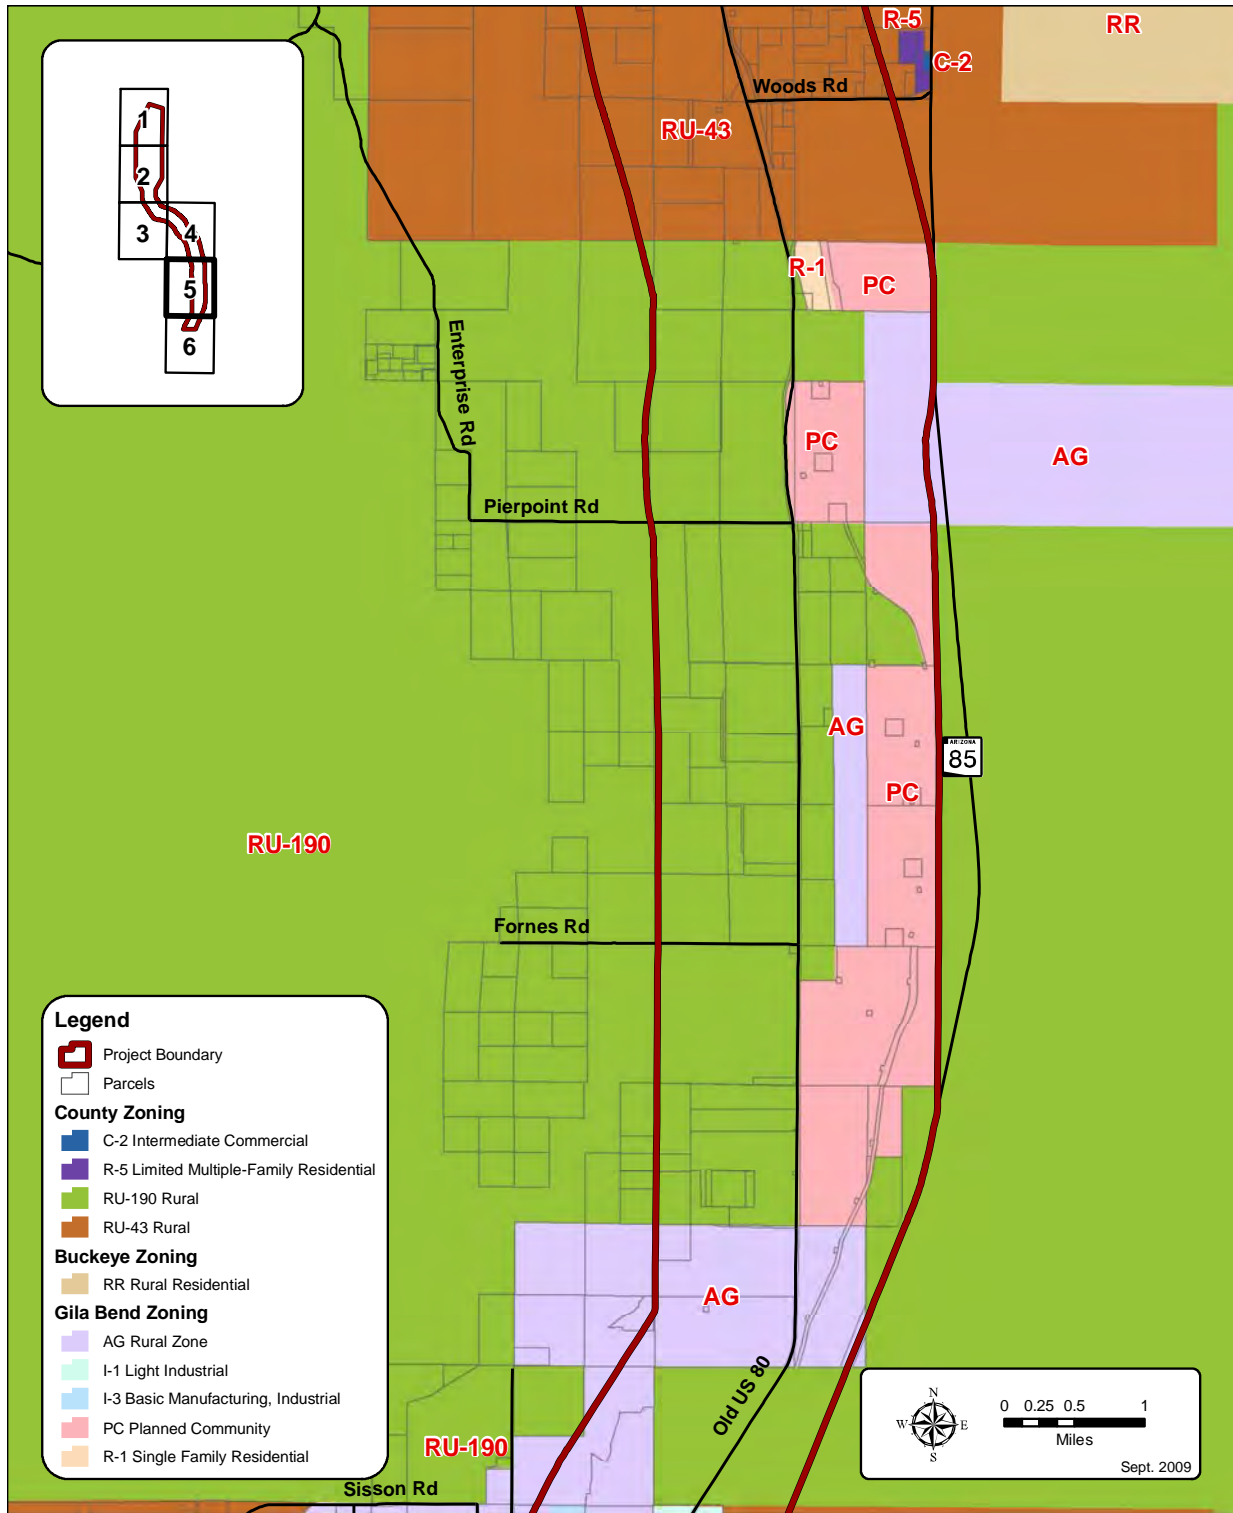 R-5
RR
C-2
Woods Rd
RU-43
1
2
3
4
5
6
R-1
PC
Enterprise Rd
PC
AG
Pierpoint Rd
AG
ARIZONA
85
PC
RU-190
Fornes Rd
Legend
Project Boundary
Parcels
County Zoning
C-2 Intermediate Commercial
R-5 Limited Multiple-Family Residential
RU-190 Rural
RU-43 Rural
Buckeye Zoning
RR Rural Residential
Gila Bend Zoning
AG Rural Zone
I-1 Light Industrial
I-3 Basic Manufacturing, Industrial
PC Planned Community
R-1 Single Family Residential
AG
Old US 80
RU-190
Sisson Rd
N
W E
S
0 0.25 0.5 1
Miles
Sept. 2009